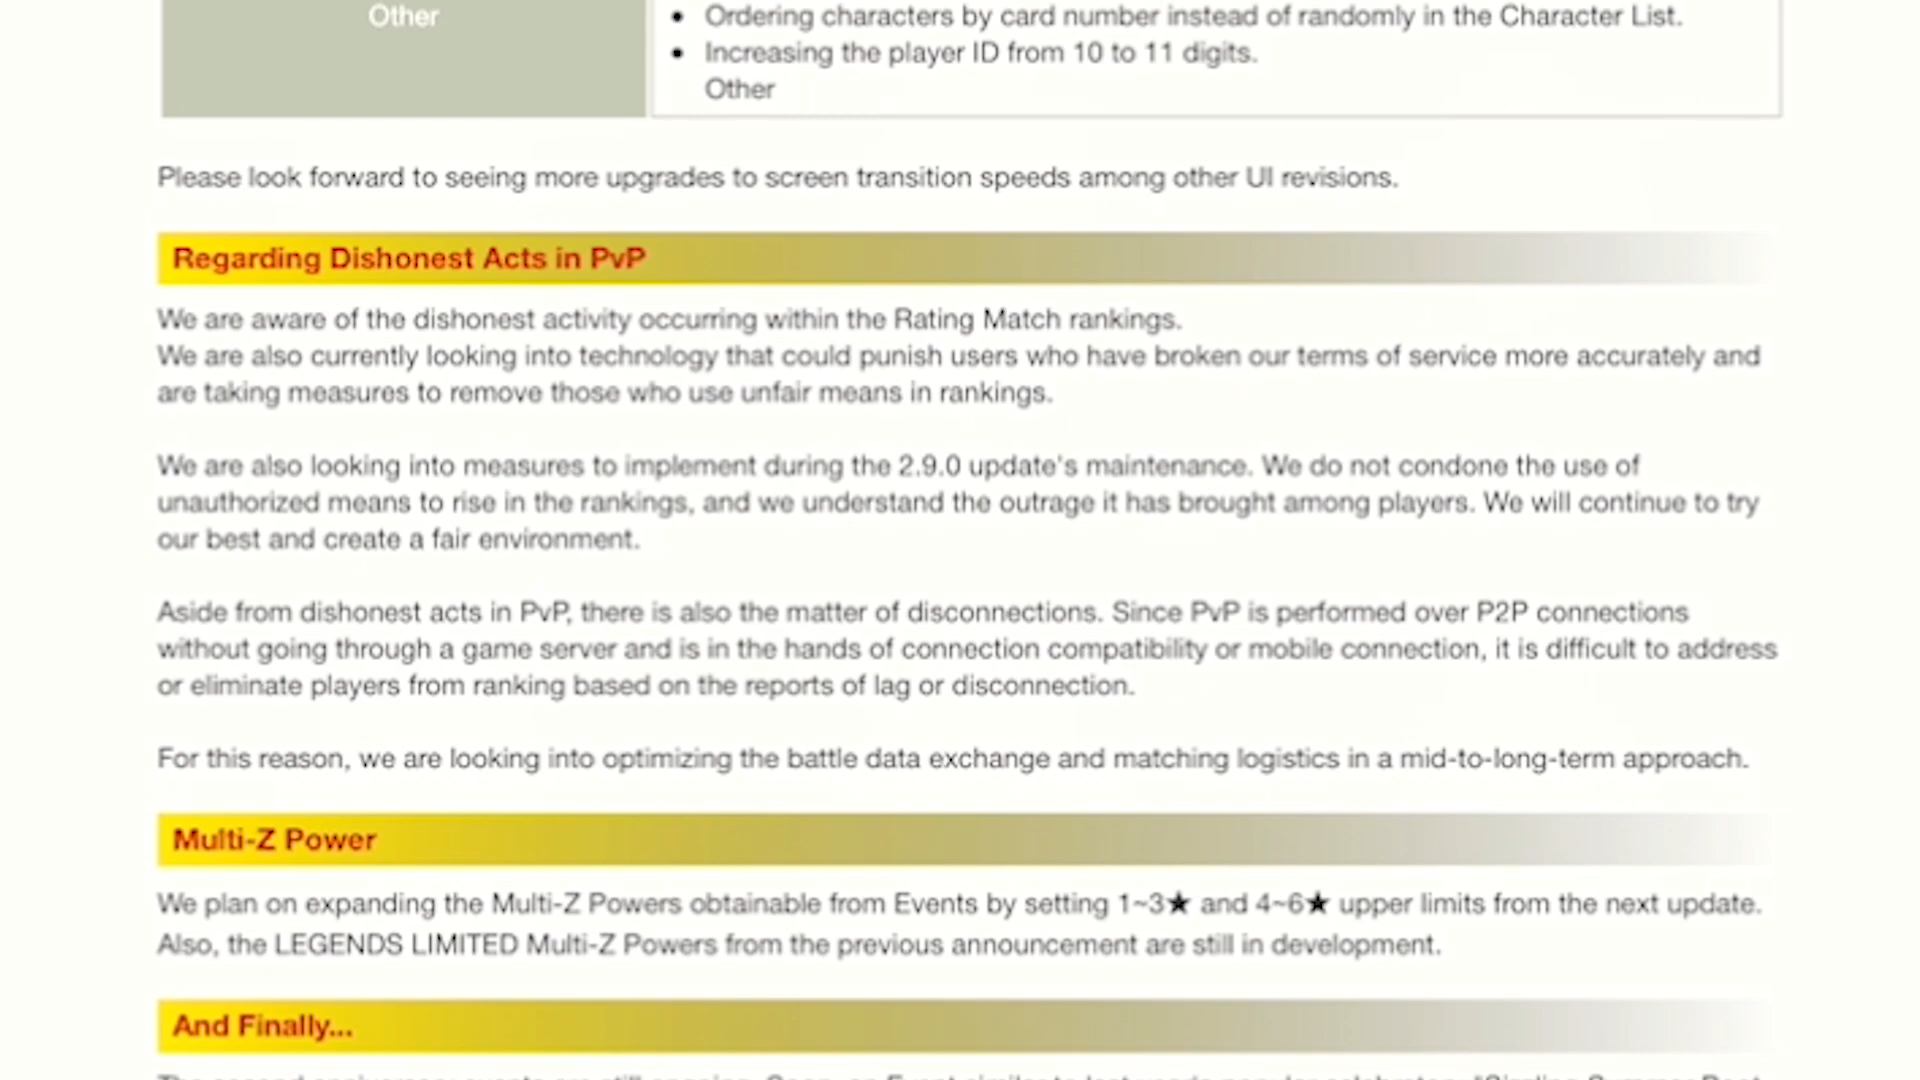 Other
• Ordering characters by card number instead of randomly in the Character List.
• Increasing the player ID from 10 to 11 digits.
Other
Please look forward to seeing more upgrades to screen transition speeds among other UI revisions.
Regarding Dishonest Acts in PvP
We are aware of the dishonest activity occurring within the Rating Match rankings.
We are also currently looking into technology that could punish users who have broken our terms of service more accurately and
are taking measures to remove those who use unfair means in rankings.
We are also looking into measures to implement during the 2.9.0 update's maintenance. We do not condone the use of
unauthorized means to rise in the rankings, and we understand the outrage it has brought among players. We will continue to try
our best and create a fair environment.
Aside from dishonest acts in PvP, there is also the matter of disconnections. Since PvP is performed over P2P connections
without going through a game server and is in the hands of connection compatibility or mobile connection, it is difficult to address
or eliminate players from ranking based on the reports of lag or disconnection.
For this reason, we are looking into optimizing the battle data exchange and matching logistics in a mid-to-long-term approach.
Multi-Z Power
We plan on expanding the Multi-Z Powers obtainable from Events by setting 1~3★ and 4~6★ upper limits from the next update.
Also, the LEGENDS LIMITED Multi-Z Powers from the previous announcement are still in development.
And Finally...